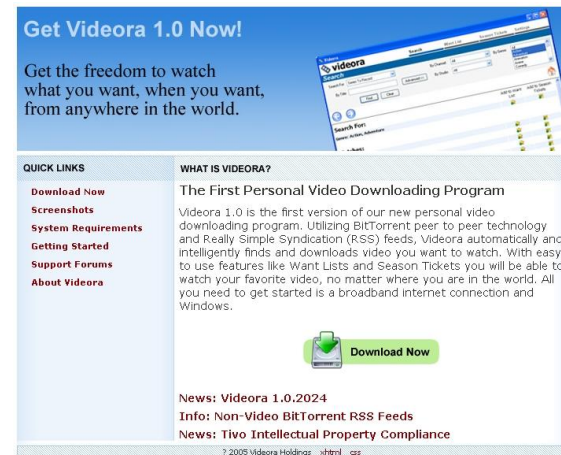 Get Videora 1.0 Now!
Get the freedom to watch
what you want, when you want,
from anywhere in the world.
videora
Search
Search For:
QUICK LINKS
Download Now
Screenshots
System Requirements
Getting Started
Support Forums
About Videora
WHAT IS VIDEORA?
The First Personal Video Downloading Program
Videora 1.0 is the first version of our new personal video
downloading program. Utilizing BitTorrent peer to peer technology
and Really Simple Syndication (RSS) feeds, Videora automatically and
intelligently finds and downloads video you want to watch. With easy
to use features like Want Lists and Season Tickets you will be able to
watch your favorite video, no matter where you are in the world. All
you need to get started is a broadband internet connection and
Windows.
Download Now
News: Videora 1.0.2024
Info: Non-Video BitTorrent RSS Feeds
News: Tivo Intellectual Property Compliance
? 2005 Videora Holdings xhtml css